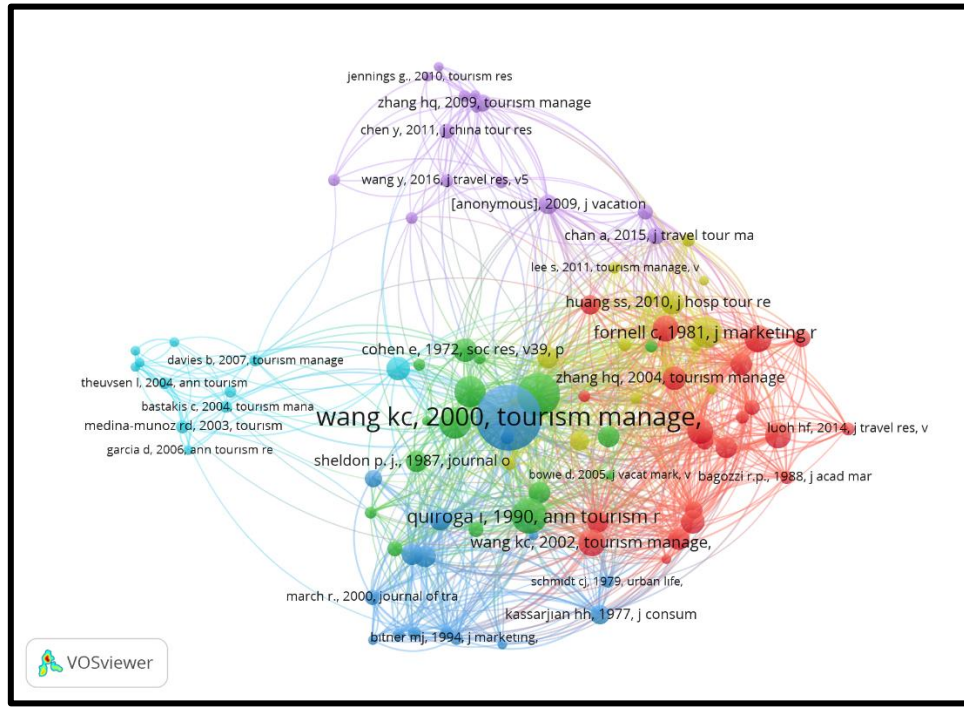 jennings g., 2010, tourism res
zhang hq, 2009, tourism manage
chen y, 2011, j china tour res
wang y, 2016, j travel res, v5
[anonymous], 2009, j vacation
chan a, 2015, j travel tour ma
lee s, 2011, tourism manage, v
huang ss, 2010, j hosp tour re
fornell c, 1981, j marketing r
cohen e, 1972, soc res, v39, p
davies b, 2007, tourism manage
zhang hq, 2004, tourism manage
theuvsen l, 2004, ann tourism
bastakis c, 2004, tourism mana
wang kc, 2000, tourism manage,
medina-munoz rd, 2003, tourism
luoh hf, 2014, j travel res, v
garcia d, 2006, ann tourism re
sheldon p. j., 1987, journal o
bowie d, 2005, j vacat mark, v
bagozzi r.p., 1988, j acad mar
quiroga i, 1990, ann tourism r
wang kc, 2002, tourism manage,
schmidt cj, 1979, urban life,
march r., 2000, journal of tra
kassarjian hh, 1977, j consum
bitner mj, 1994, j marketing,
VOSviewer